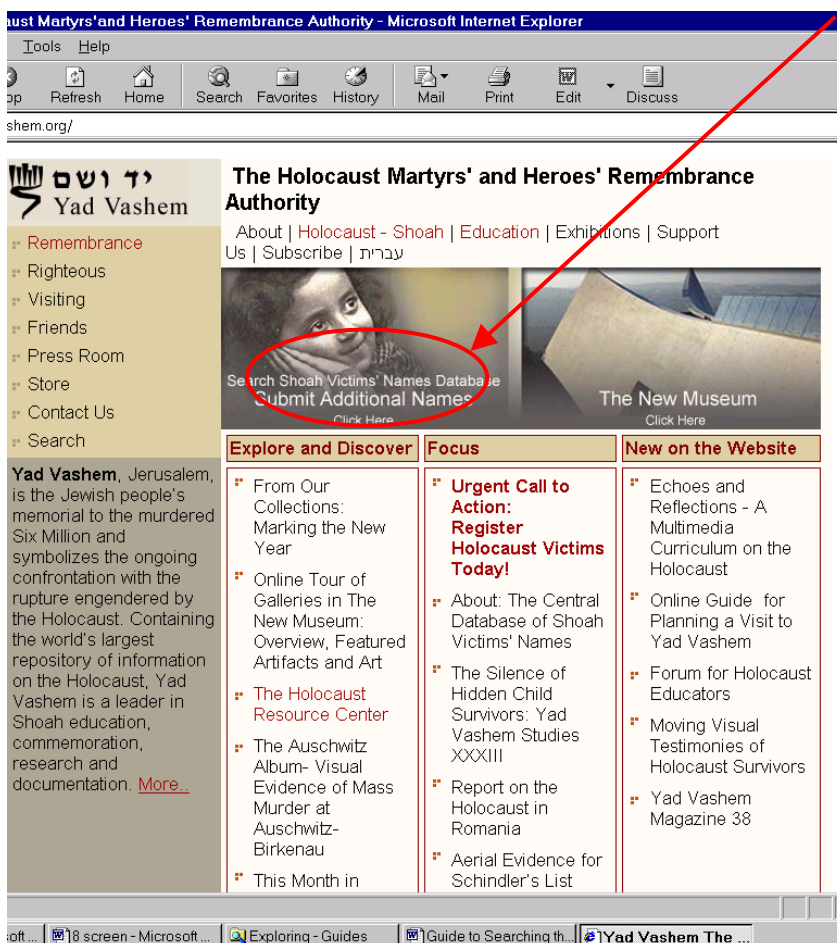 aust Martyrs'and Heroes' Remembrance Authority - Microsoft Internet Explorer
Tools Help
op Refresh Home Search Favorites History Mail Print Edit Discuss
shem.org/
יד ושם
Yad Vashem
Remembrance
Righteous
Visiting
Friends
Press Room
Store
Contact Us
Search
Yad Vashem, Jerusalem,
is the Jewish people's
memorial to the murdered
Six Million and
symbolizes the ongoing
confrontation with the
rupture engendered by
the Holocaust. Containing
the world's largest
repository of information
on the Holocaust, Yad
Vashem is a leader in
Shoah education,
commemoration,
research and
documentation. More..
The Holocaust Martyrs' and Heroes' Remembrance
Authority
About | Holocaust - Shoah | Education | Exhibitions | Support
Us | Subscribe | עברית
Search Shoah Victims' Names Database
Submit Additional Names
Click Here
The New Museum
Click Here
Explore and Discover
From Our
Collections:
Marking the New
Year
Online Tour of
Galleries in The
New Museum:
Overview, Featured
Artifacts and Art
The Holocaust
Resource Center
The Auschwitz
Album- Visual
Evidence of Mass
Murder at
Auschwitz-
Birkenau
This Month in
Focus
Urgent Call to
Action:
Register
Holocaust Victims
Today!
About: The Central
Database of Shoah
Victims' Names
The Silence of
Hidden Child
Survivors: Yad
Vashem Studies
XXXIII
Report on the
Holocaust in
Romania
Aerial Evidence for
Schindler's List
New on the Website
Echoes and
Reflections - A
Multimedia
Curriculum on the
Holocaust
Online Guide for
Planning a Visit to
Yad Vashem
Forum for Holocaust
Educators
Moving Visual
Testimonies of
Holocaust Survivors
Yad Vashem
Magazine 38
soft ... 8 screen - Microsoft ... Exploring - Guides Guide to Searching th... Yad Vashem The ...